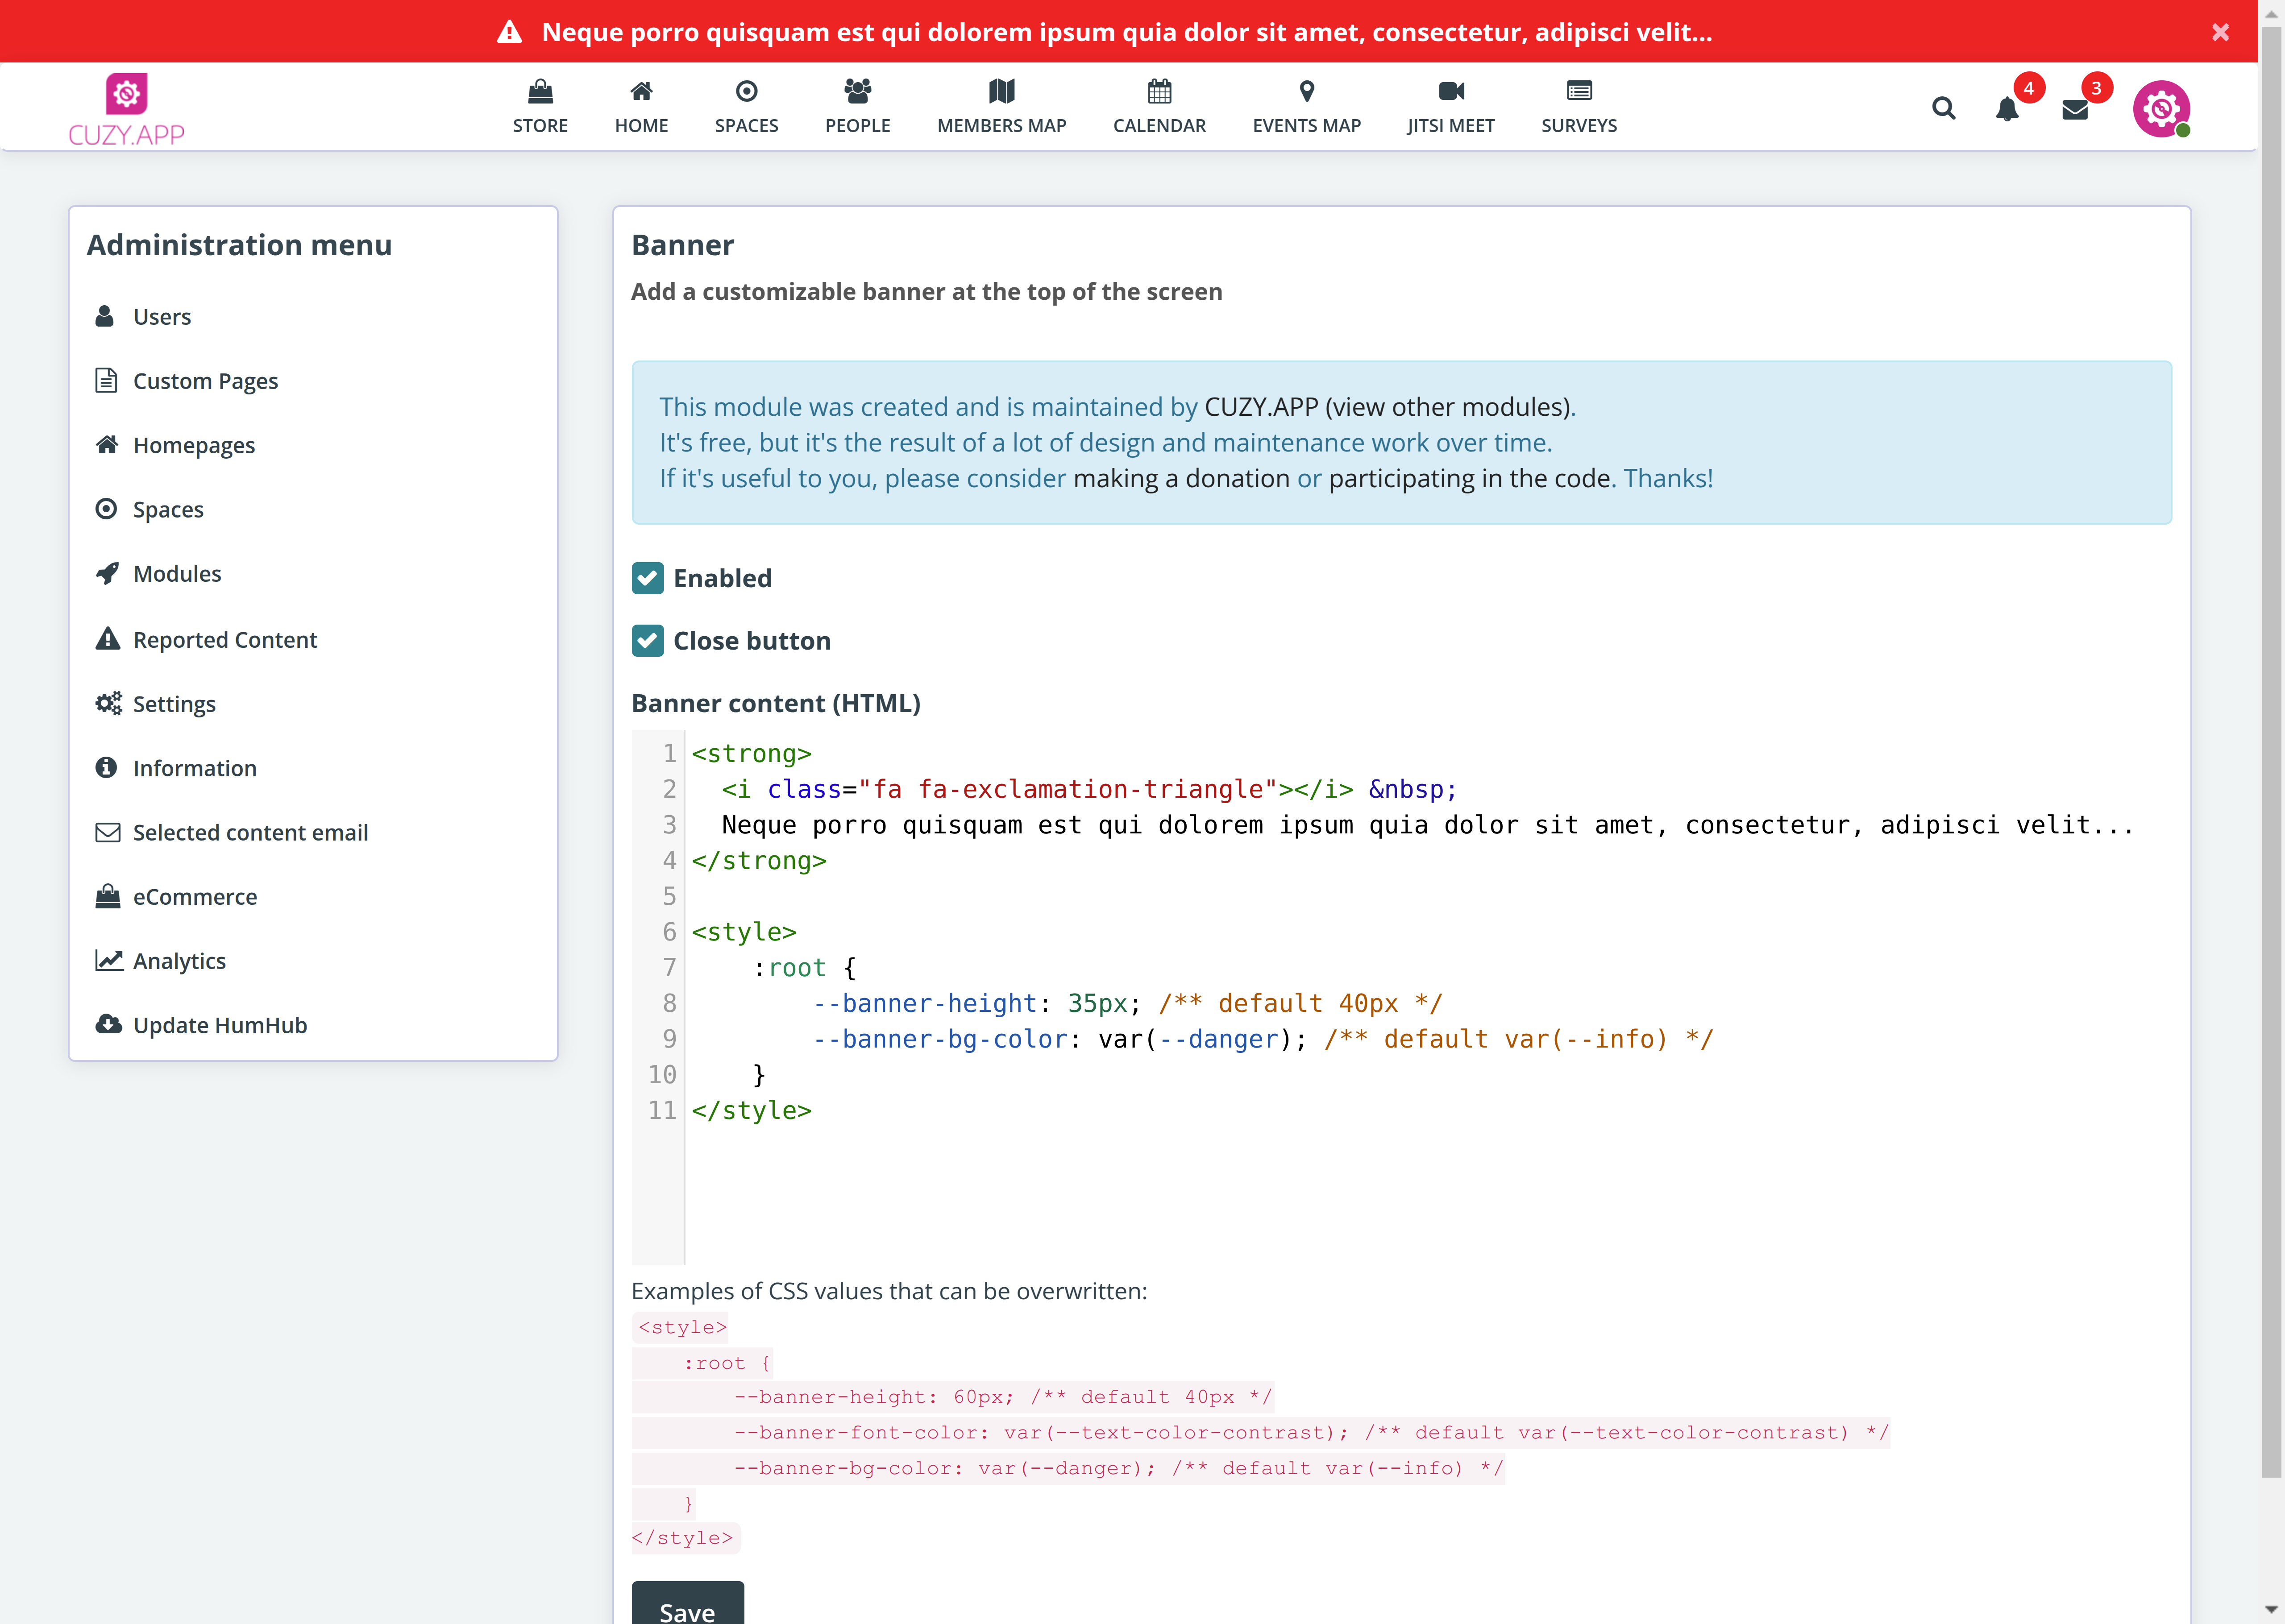 Neque porro quisquam est qui dolorem ipsum quia dolor sit amet, consectetur, adipisci velit...
CUZY.APP
STORE
HOME
SPACES
PEOPLE
MEMBERS MAP
CALENDAR
EVENTS MAP
JITSI MEET
SURVEYS
4
3
Administration menu
Users
Custom Pages
Homepages
Spaces
Modules
Reported Content
Settings
Information
Selected content email
eCommerce
Analytics
Update HumHub
Banner
Add a customizable banner at the top of the screen
This module was created and is maintained by CUZY.APP (view other modules).
It's free, but it's the result of a lot of design and maintenance work over time.
If it's useful to you, please consider making a donation or participating in the code. Thanks!
Enabled
Close button
Banner content (HTML)
1 <strong>
2   <i class="fa fa-exclamation-triangle"></i> &nbsp;
3   Neque porro quisquam est qui dolorem ipsum quia dolor sit amet, consectetur, adipisci velit...
4 </strong>
5
6 <style>
7     :root {
8         --banner-height: 35px; /** default 40px */
9         --banner-bg-color: var(--danger); /** default var(--info) */
10     }
11 </style>
Examples of CSS values that can be overwritten:
<style>
    :root {
        --banner-height: 60px; /** default 40px */
        --banner-font-color: var(--text-color-contrast); /** default var(--text-color-contrast) */
        --banner-bg-color: var(--danger); /** default var(--info) */
    }
</style>
Save